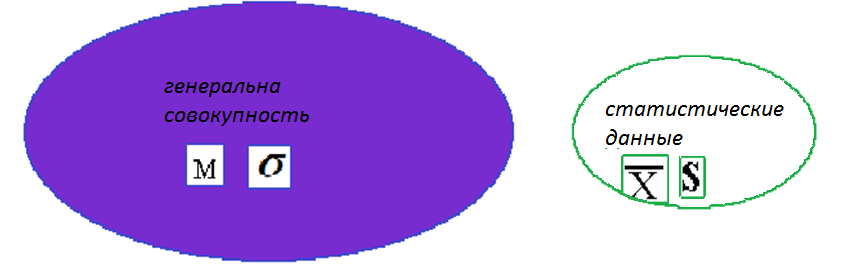 генеральна
совокупность
м σ
статистические
данные
X̅ S